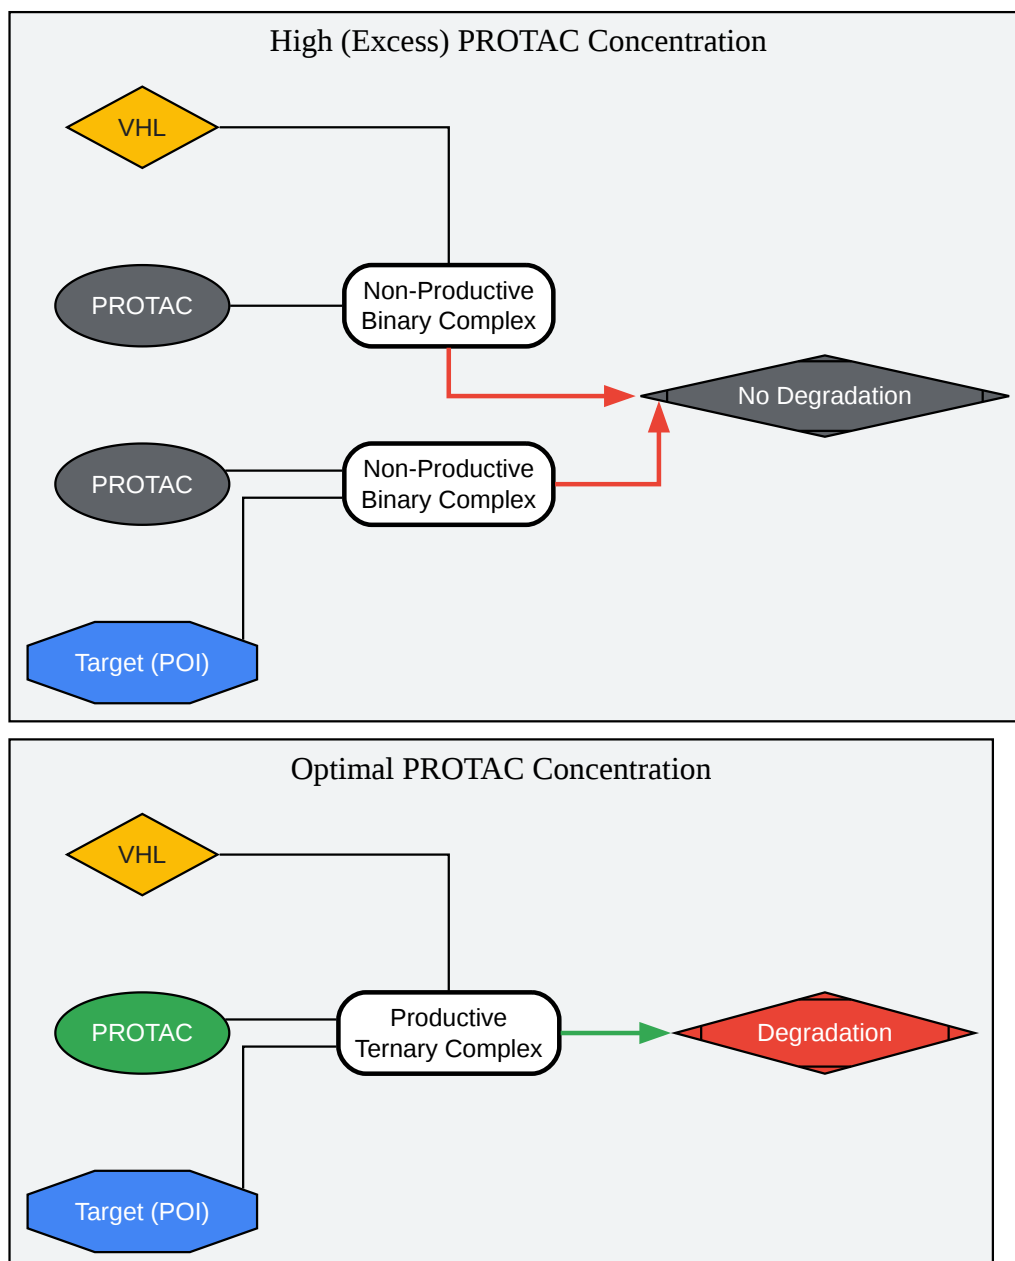 High (Excess) PROTAC Concentration
VHL
PROTAC
Non-Productive
Binary Complex
No Degradation
PROTAC
Non-Productive
Binary Complex
Target (POI)
Optimal PROTAC Concentration
VHL
PROTAC
Productive
Ternary Complex
Degradation
Target (POI)